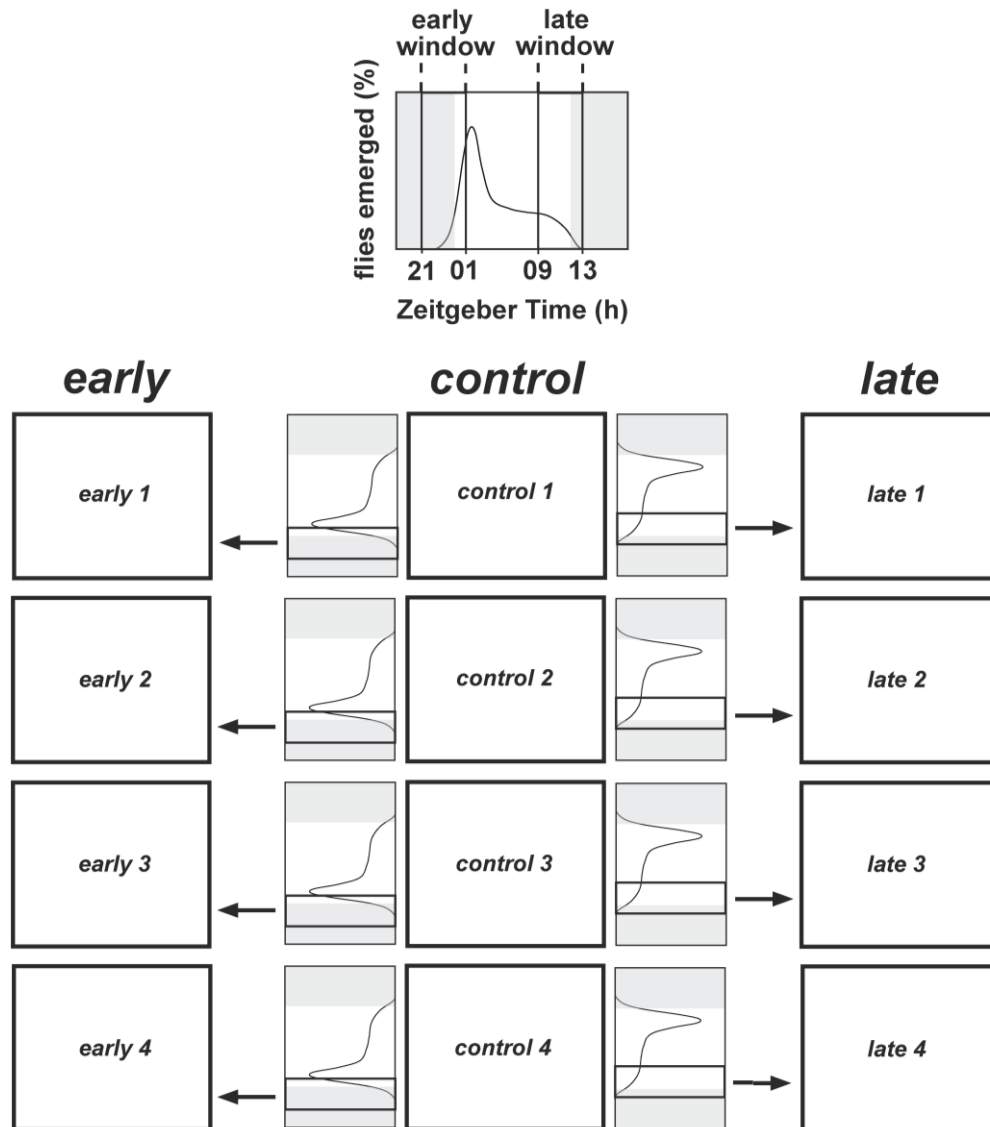 early late
window window
flies emerged (%)
21 01 09 13
Zeitgeber Time (h)
early control late
early 1 control 1 late 1
early 2 control 2 late 2
early 3 control 3 late 3
early 4 control 4 late 4